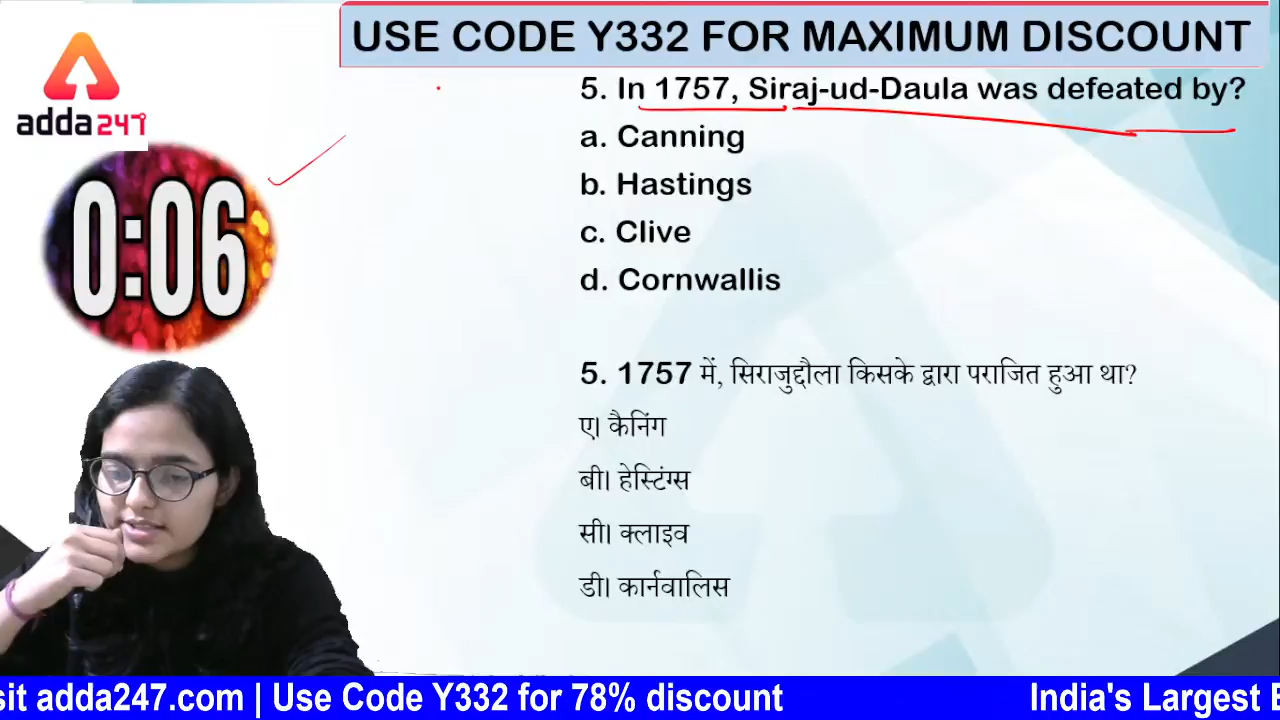 USE CODE Y332 FOR MAXIMUM DISCOUNT
adda247
0:06
5. In 1757, Siraj-ud-Daula was defeated by?
a. Canning
b. Hastings
c. Clive
d. Cornwallis
5. 1757 में, सिराजुद्दौला किसके द्वारा पराजित हुआ था?
ए। कैनिंग
बी। हेस्टिंग्स
सी। क्लाइव
डी। कार्नवालिस
sit adda247.com | Use Code Y332 for 78% discount
India's Largest E